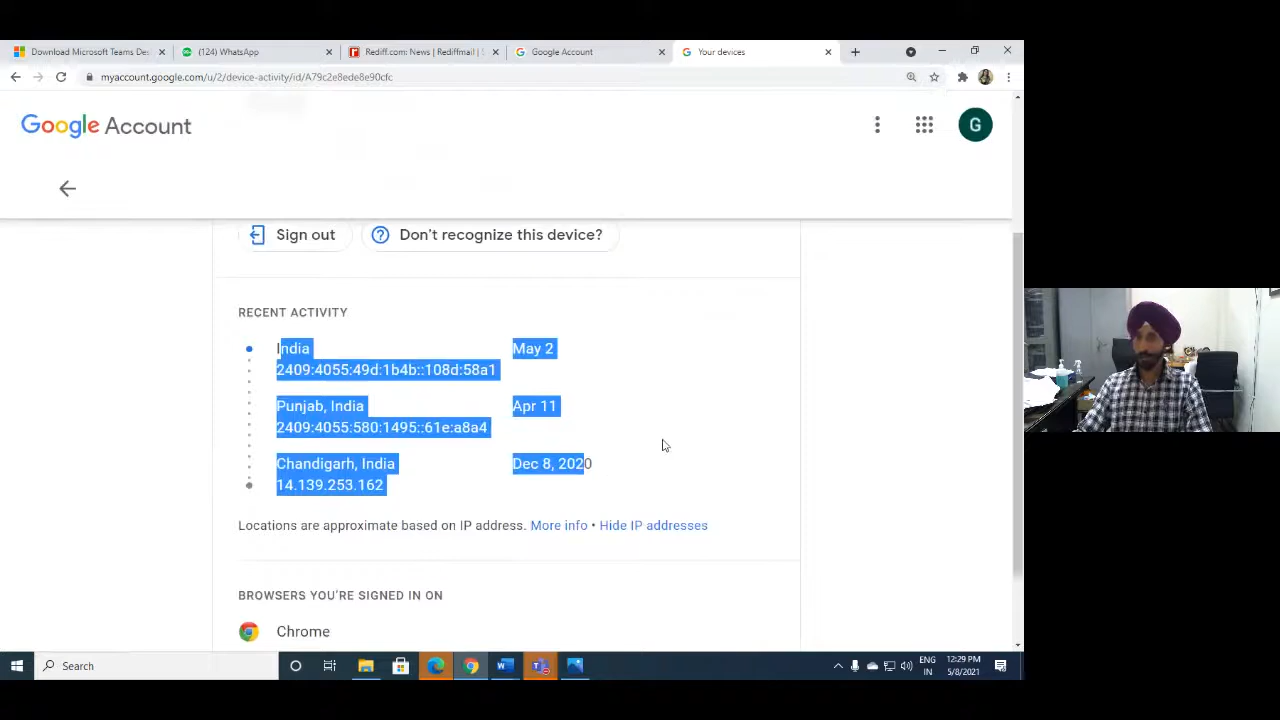 Download Microsoft Teams Des
(124) WhatsApp
Rediff.com: News | Rediffmail |
Google Account
Your devices
myaccount.google.com/u/2/device-activity/id/A79c2e8ede8e90cfc
Google Account
G
Sign out
Don't recognize this device?
RECENT ACTIVITY
India May 2
2409:4055:49d:1b4b::108d:58a1
Punjab, India Apr 11
2409:4055:580:1495::61e:a8a4
Chandigarh, India Dec 8, 2020
14.139.253.162
Locations are approximate based on IP address. More info • Hide IP addresses
BROWSERS YOU'RE SIGNED IN ON
Chrome
Search
ENG
IN
12:29 PM
5/8/2021